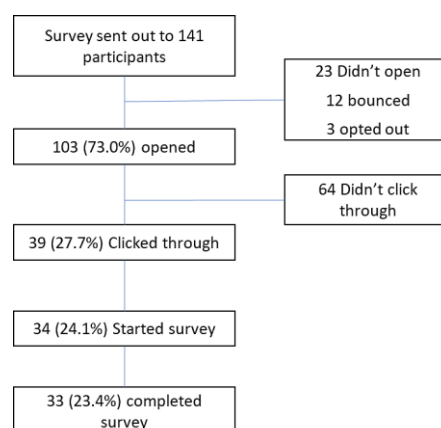 Survey sent out to 141
participants
23 Didn't open
12 bounced
3 opted out
103 (73.0%) opened
64 Didn't click
through
39 (27.7%) Clicked through
34 (24.1%) Started survey
33 (23.4%) completed
survey